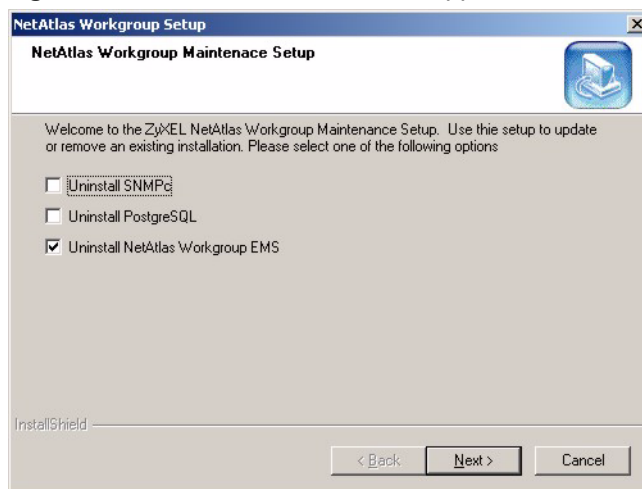 NetAtlas Workgroup Setup
NetAtlas Workgroup Maintenace Setup
Welcome to the ZyXEL NetAtlas Workgroup Maintenance Setup. Use thie setup to update
or remove an existing installation. Please select one of the following options
Uninstall SNMPc
Uninstall PostgreSQL
Uninstall NetAtlas Workgroup EMS
InstallShield
< Back
Next >
Cancel